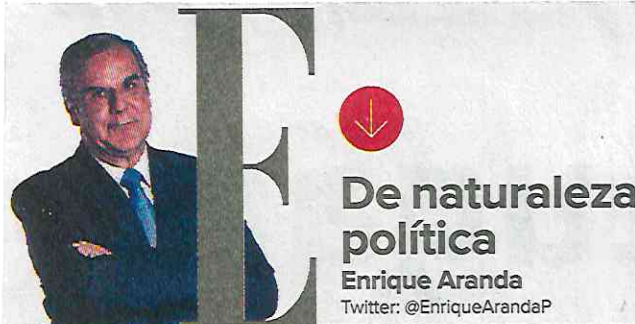 E
De naturaleza
política
Enrique Aranda
Twitter: @EnriqueArandaP